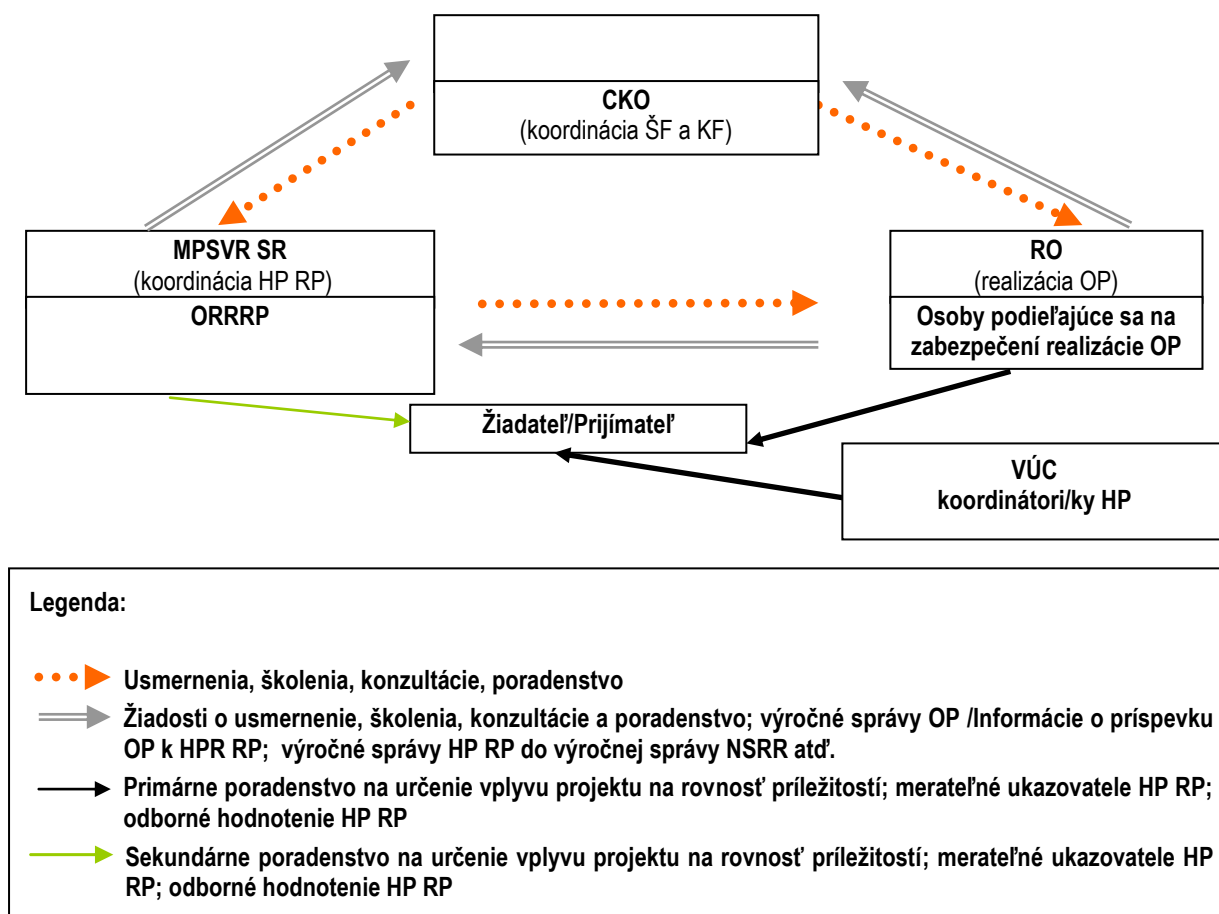 CKO
(koordinácia ŠF a KF)
MPSVR SR
(koordinácia HP RP)
ORRRP
RO
(realizácia OP)
Osoby podieľajúce sa na
zabezpečení realizácie OP
Žiadateľ/Prijímateľ
VÚC
koordinátori/ky HP
Legenda:
Usmernenia, školenia, konzultácie, poradenstvo
Žiadosti o usmernenie, školenia, konzultácie a poradenstvo; výročné správy OP /Informácie o príspevku
OP k HPR RP; výročné správy HP RP do výročnej správy NSRR atď.
Primárne poradenstvo na určenie vplyvu projektu na rovnosť príležitostí; merateľné ukazovatele HP RP;
odborné hodnotenie HP RP
Sekundárne poradenstvo na určenie vplyvu projektu na rovnosť príležitostí; merateľné ukazovatele HP
RP; odborné hodnotenie HP RP